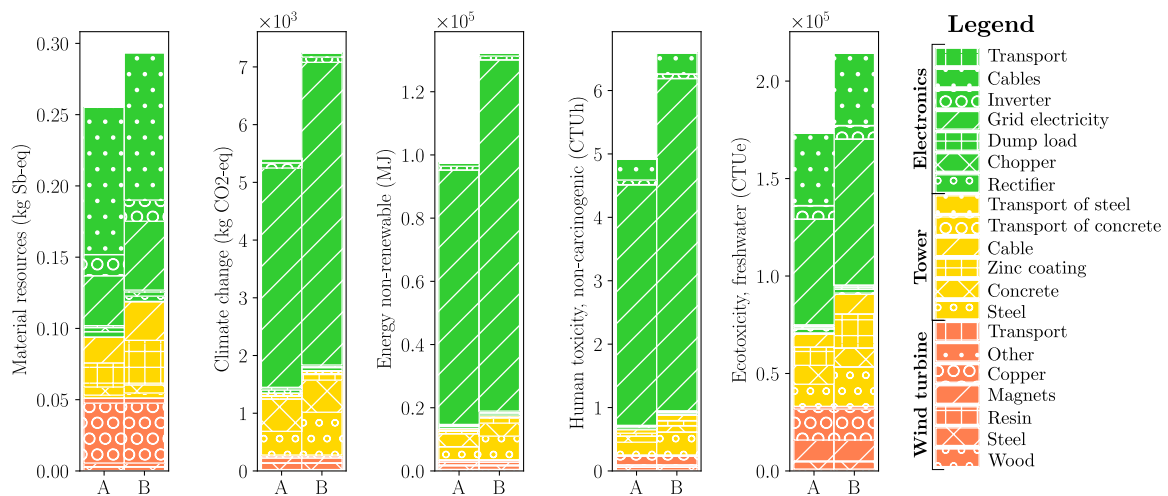 Material resources (kg Sb-eq)
0.30
0.25
0.20
0.15
0.10
0.05
0.00
A B
×10³
Climate change (kg CO2-eq)
7
6
5
4
3
2
1
0
A B
×10⁵
Energy non-renewable (MJ)
1.2
1.0
0.8
0.6
0.4
0.2
0.0
A B
Human toxicity, non-carcinogenic (CTUh)
6
5
4
3
2
1
0
A B
×10⁵
Ecotoxicity, freshwater (CTUe)
2.0
1.5
1.0
0.5
0.0
A B
Legend
Electronics
Transport
Cables
Inverter
Grid electricity
Dump load
Chopper
Rectifier
Tower
Transport of steel
Transport of concrete
Cable
Zinc coating
Concrete
Steel
Wind turbine
Transport
Other
Copper
Magnets
Resin
Steel
Wood